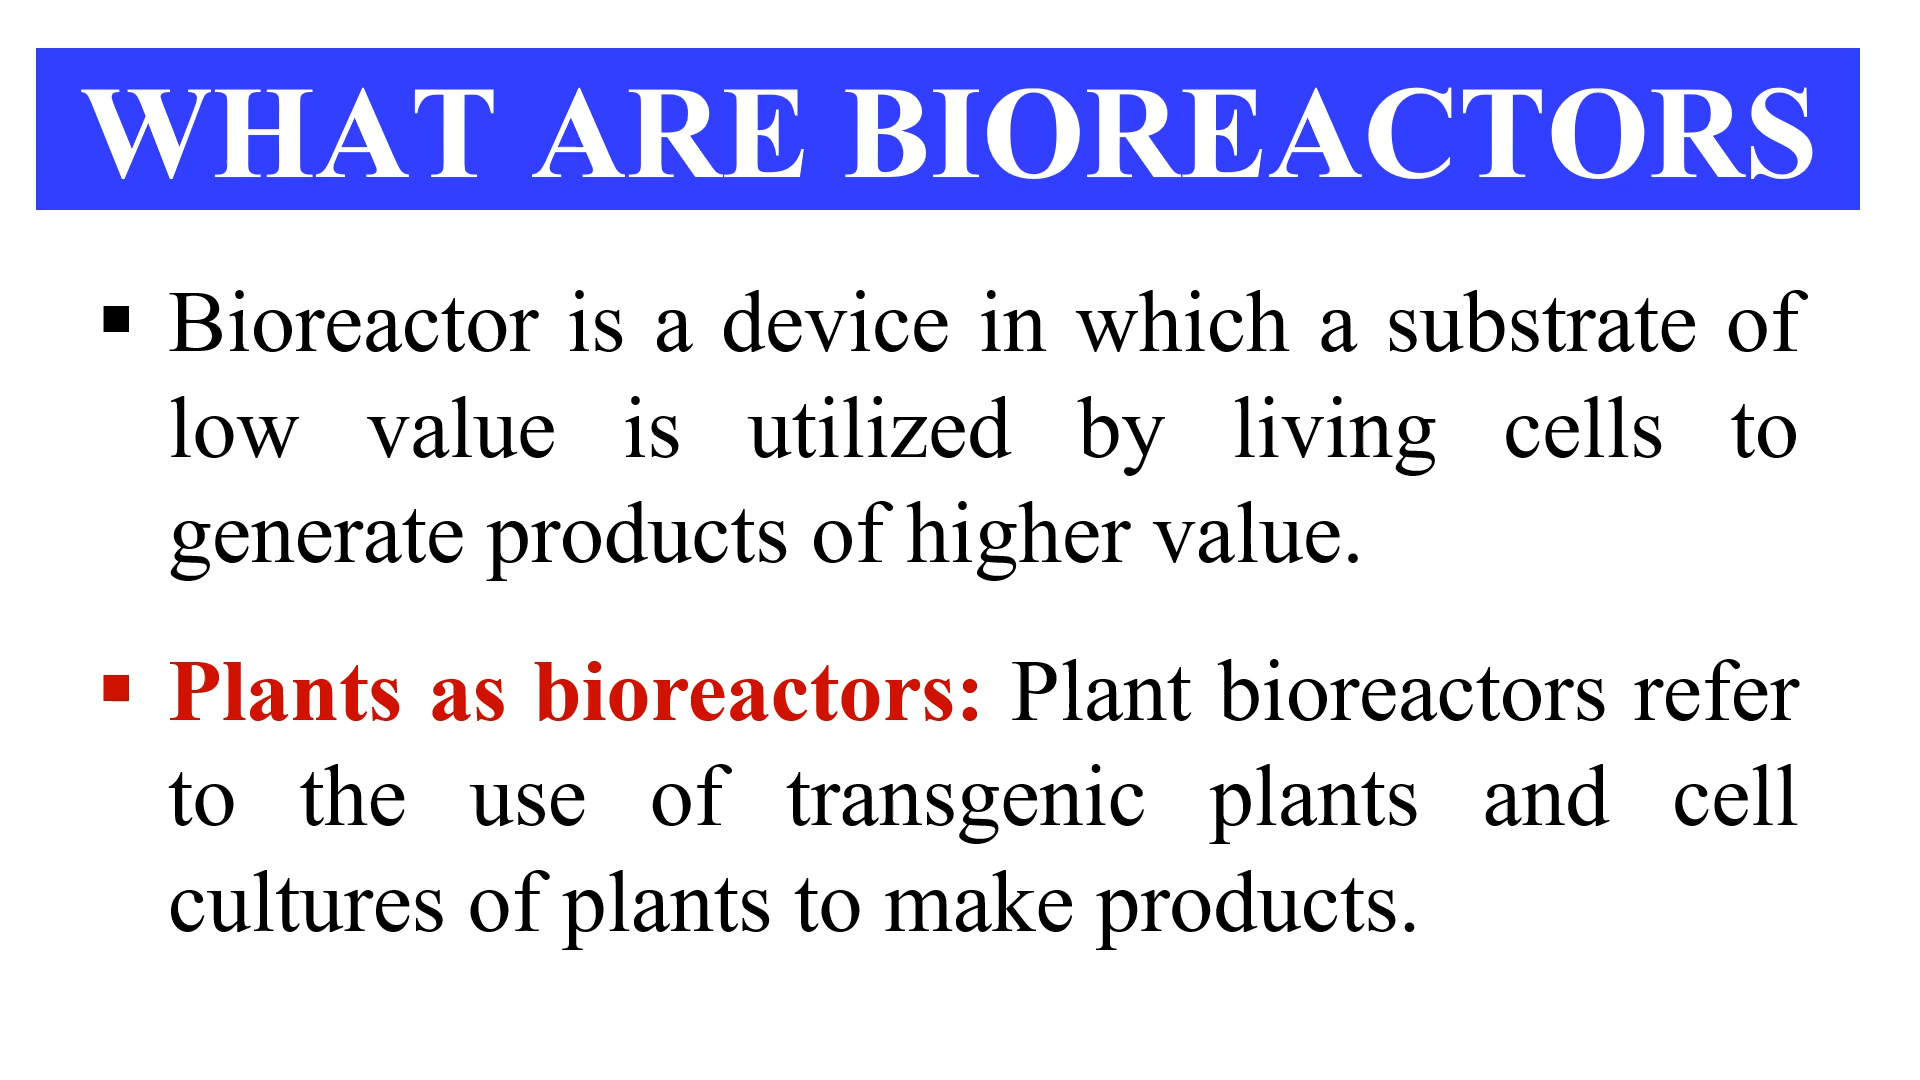 WHAT ARE BIOREACTORS
▪ Bioreactor is a device in which a substrate of
low value is utilized by living cells to
generate products of higher value.
▪ Plants as bioreactors: Plant bioreactors refer
to the use of transgenic plants and cell
cultures of plants to make products.